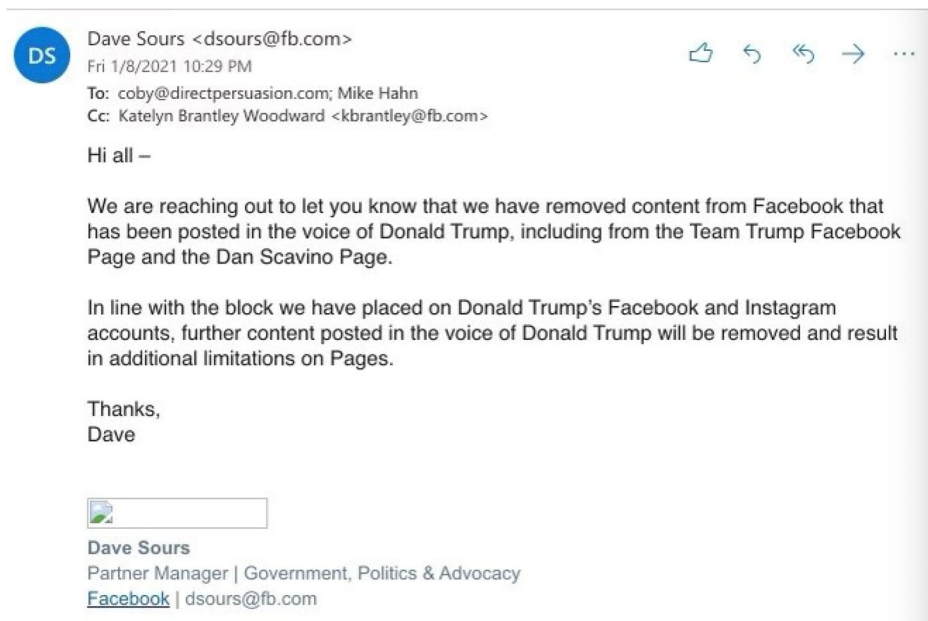 DS
Dave Sours <dsours@fb.com>
Fri 1/8/2021 10:29 PM
To: coby@directpersuasion.com; Mike Hahn
Cc: Katelyn Brantley Woodward <kbrantley@fb.com>
Hi all –
We are reaching out to let you know that we have removed content from Facebook that
has been posted in the voice of Donald Trump, including from the Team Trump Facebook
Page and the Dan Scavino Page.
In line with the block we have placed on Donald Trump's Facebook and Instagram
accounts, further content posted in the voice of Donald Trump will be removed and result
in additional limitations on Pages.
Thanks,
Dave
Dave Sours
Partner Manager | Government, Politics & Advocacy
Facebook | dsours@fb.com